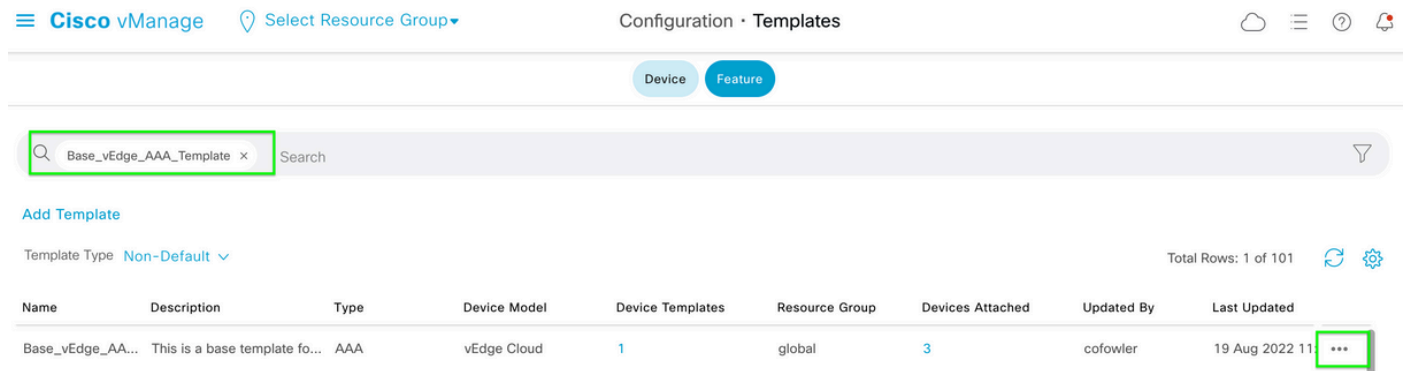 Cisco vManage Select Resource Group Configuration · Templates
Device Feature
Base_vEdge_AAA_Template × Search
Add Template
Template Type Non-Default Total Rows: 1 of 101
Name Description Type Device Model Device Templates Resource Group Devices Attached Updated By Last Updated
Base_vEdge_AA... This is a base template fo... AAA vEdge Cloud 1 global 3 cofowler 19 Aug 2022 11: •••